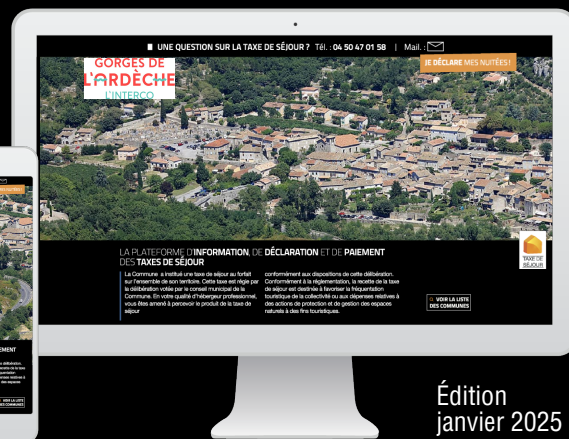 UNE QUESTION SUR LA TAXE DE SÉJOUR ? Tél. : 04 50 47 01 58 | Mail. :
JE DÉCLARE MES NUITÉES !
GORGES DE
L'ARDÈCHE
L'INTERCO
LA PLATEFORME D'INFORMATION, DE DÉCLARATION ET DE PAIEMENT
DES TAXES DE SÉJOUR
La Commune a institué une taxe de séjour au forfait
sur l'ensemble de son territoire. Cette taxe est régie par
la délibération votée par le conseil municipal de la
Commune. En votre qualité d'hébergeur professionnel,
vous êtes amené à percevoir le produit de la taxe de
séjour
conformément aux dispositions de cette délibération.
Conformément à la réglementation, la recette de la taxe
de séjour est destinée à favoriser la fréquentation
touristique de la collectivité ou aux dépenses relatives à
des actions de protection et de gestion des espaces
naturels à des fins touristiques.
TAXE DE
SÉJOUR
VOIR LA LISTE
DES COMMUNES
VOIR LA LISTE
DES COMMUNES
Édition
janvier 2025